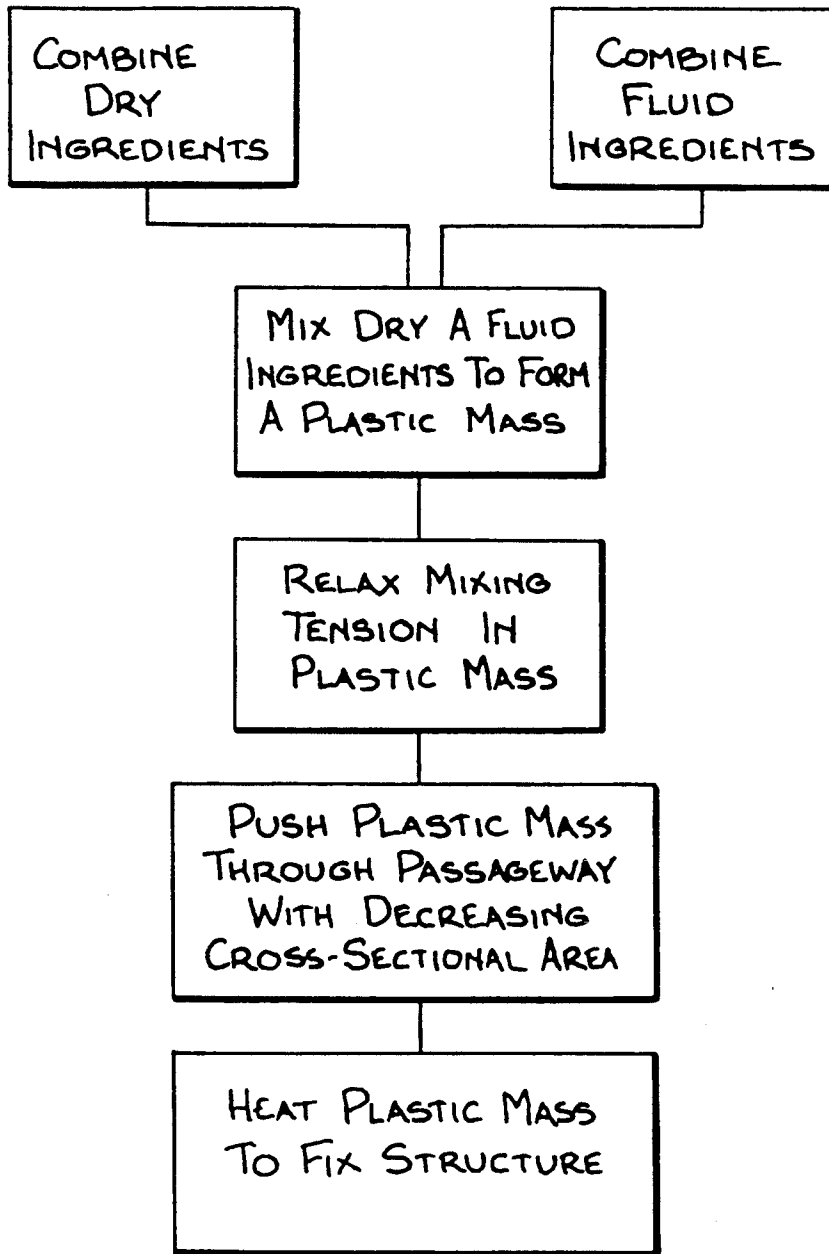 COMBINE
DRY
INGREDIENTS
COMBINE
FLUID
INGREDIENTS
MIX DRY A FLUID
INGREDIENTS TO FORM
A PLASTIC MASS
RELAX MIXING
TENSION IN
PLASTIC MASS
PUSH PLASTIC MASS
THROUGH PASSAGEWAY
WITH DECREASING
CROSS-SECTIONAL AREA
HEAT PLASTIC MASS
TO FIX STRUCTURE